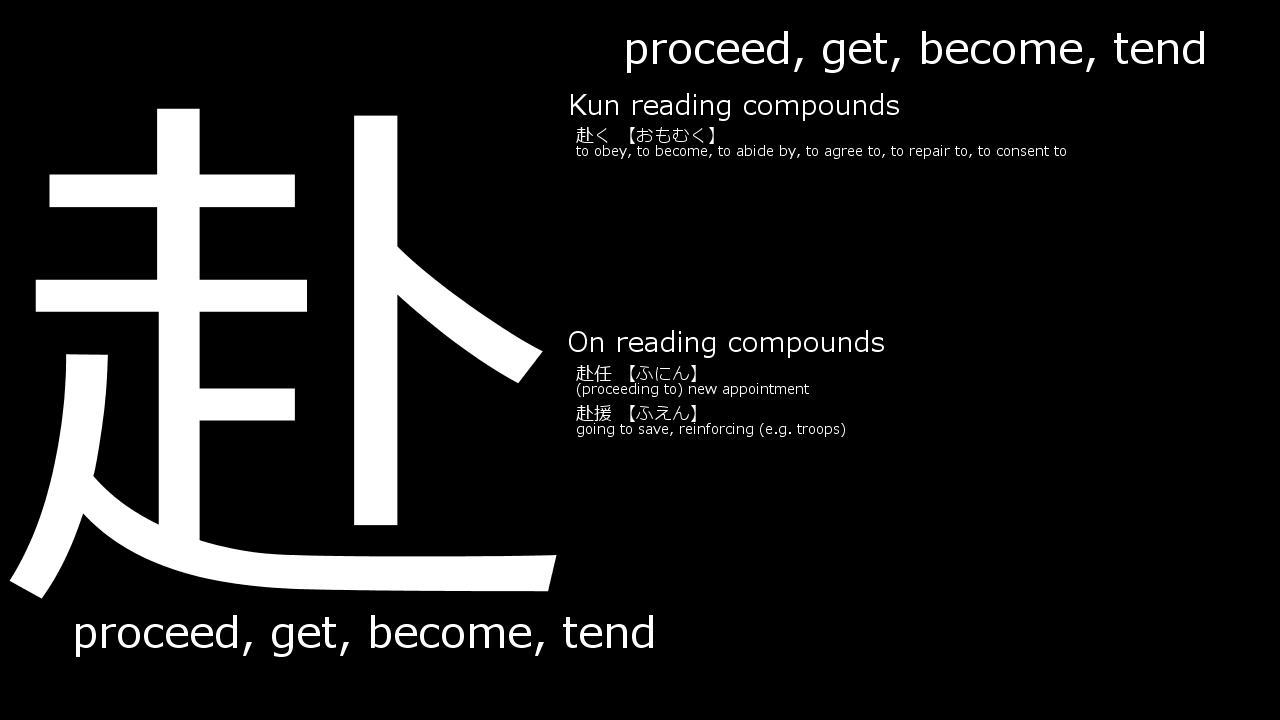 proceed, get, become, tend
赴
Kun reading compounds
赴く 【おもむく】
to obey, to become, to abide by, to agree to, to repair to, to consent to
On reading compounds
赴任 【ふにん】
(proceeding to) new appointment
赴援 【ふえん】
going to save, reinforcing (e.g. troops)
proceed, get, become, tend